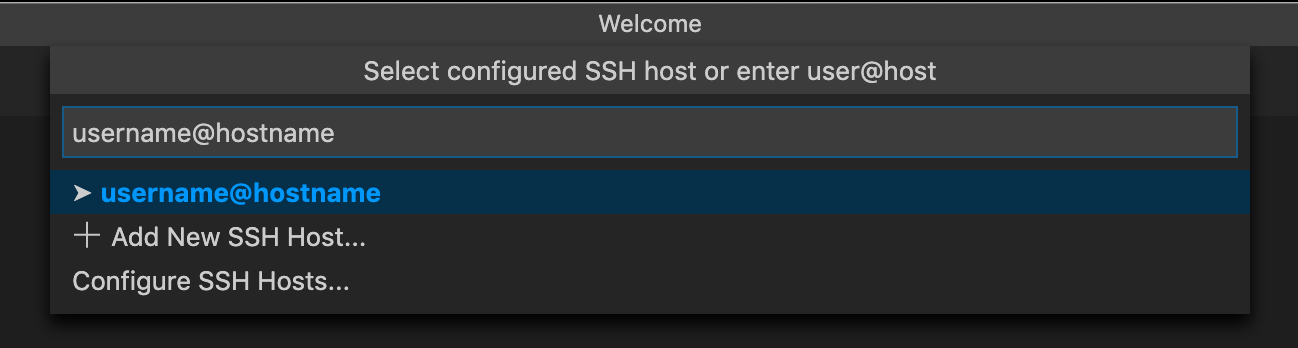 Welcome
Select configured SSH host or enter user@host
username@hostname
➤ username@hostname
+ Add New SSH Host...
Configure SSH Hosts...